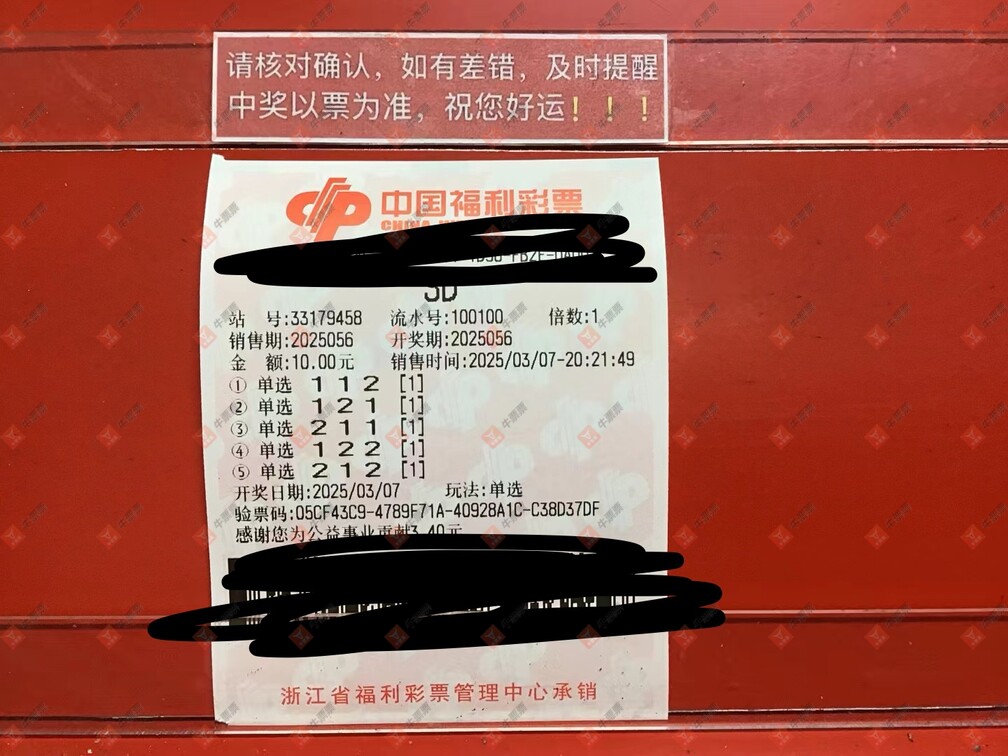 请核对确认，如有差错，及时提醒
中奖以票为准，祝您好运！！！
中国福利彩票
CHINA
3D
站 号:33179458 流水号:100100 倍数:1
销售期:2025056 开奖期:2025056
金 额:10.00元 销售时间:2025/03/07-20:21:49
① 单选 1 1 2 [1]
② 单选 1 2 1 [1]
③ 单选 2 1 1 [1]
④ 单选 1 2 2 [1]
⑤ 单选 2 1 2 [1]
开奖日期:2025/03/07 玩法:单选
验票码:05CF43C9-4789F71A-40928A1C-C38D37DF
感谢您为公益事业贡献3.40元
浙江省福利彩票管理中心承销
牛图库